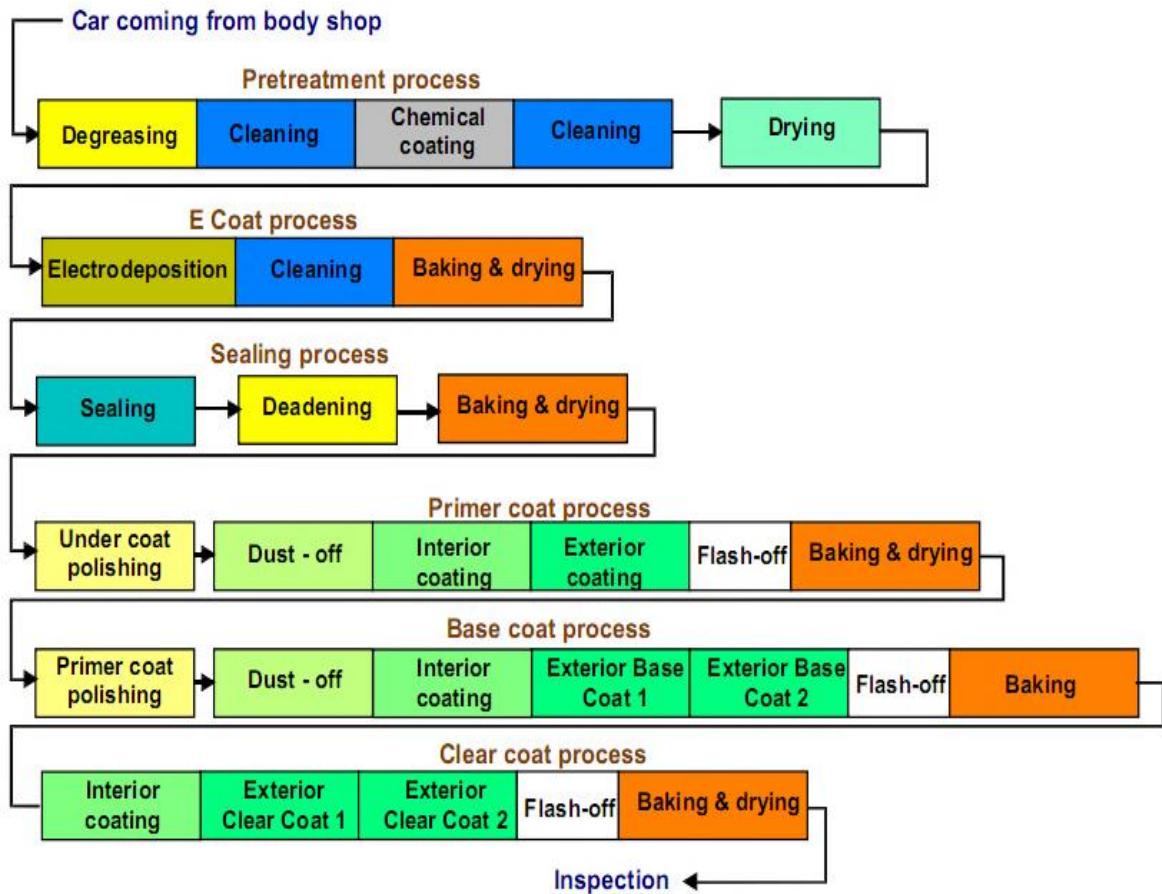 Car coming from body shop
Pretreatment process
Degreasing
Cleaning
Chemical
coating
Cleaning
Drying
E Coat process
Electrodeposition
Cleaning
Baking & drying
Sealing process
Sealing
Deadening
Baking & drying
Primer coat process
Under coat
polishing
Dust - off
Interior
coating
Exterior
coating
Flash-off
Baking & drying
Base coat process
Primer coat
polishing
Dust - off
Interior
coating
Exterior Base
Coat 1
Exterior Base
Coat 2
Flash-off
Baking
Clear coat process
Interior
coating
Exterior
Clear Coat 1
Exterior
Clear Coat 2
Flash-off
Baking & drying
Inspection